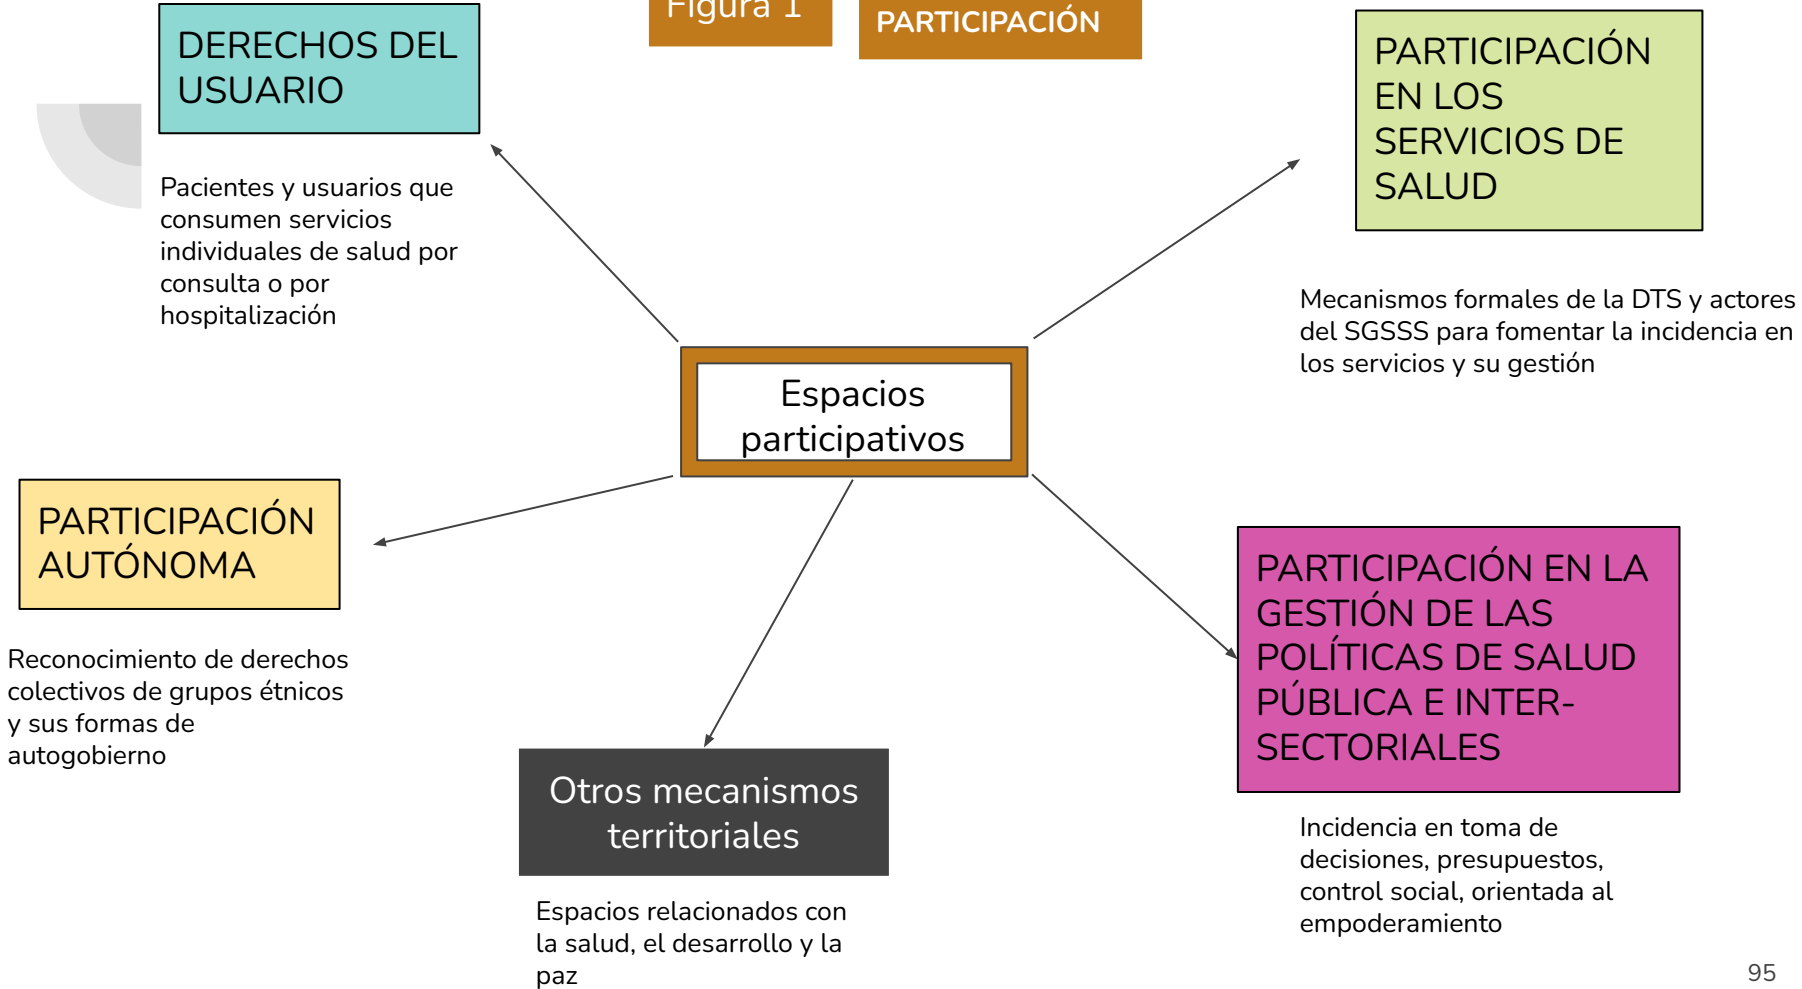 Figura 1
PARTICIPACIÓN
DERECHOS DEL
USUARIO
Pacientes y usuarios que
consumen servicios
individuales de salud por
consulta o por
hospitalización
PARTICIPACIÓN
EN LOS
SERVICIOS DE
SALUD
Mecanismos formales de la DTS y actores
del SGSSS para fomentar la incidencia en
los servicios y su gestión
Espacios
participativos
PARTICIPACIÓN
AUTÓNOMA
Reconocimiento de derechos
colectivos de grupos étnicos
y sus formas de
autogobierno
Otros mecanismos
territoriales
Espacios relacionados con
la salud, el desarrollo y la
paz
PARTICIPACIÓN EN LA
GESTIÓN DE LAS
POLÍTICAS DE SALUD
PÚBLICA E INTER-
SECTORIALES
Incidencia en toma de
decisiones, presupuestos,
control social, orientada al
empoderamiento
95